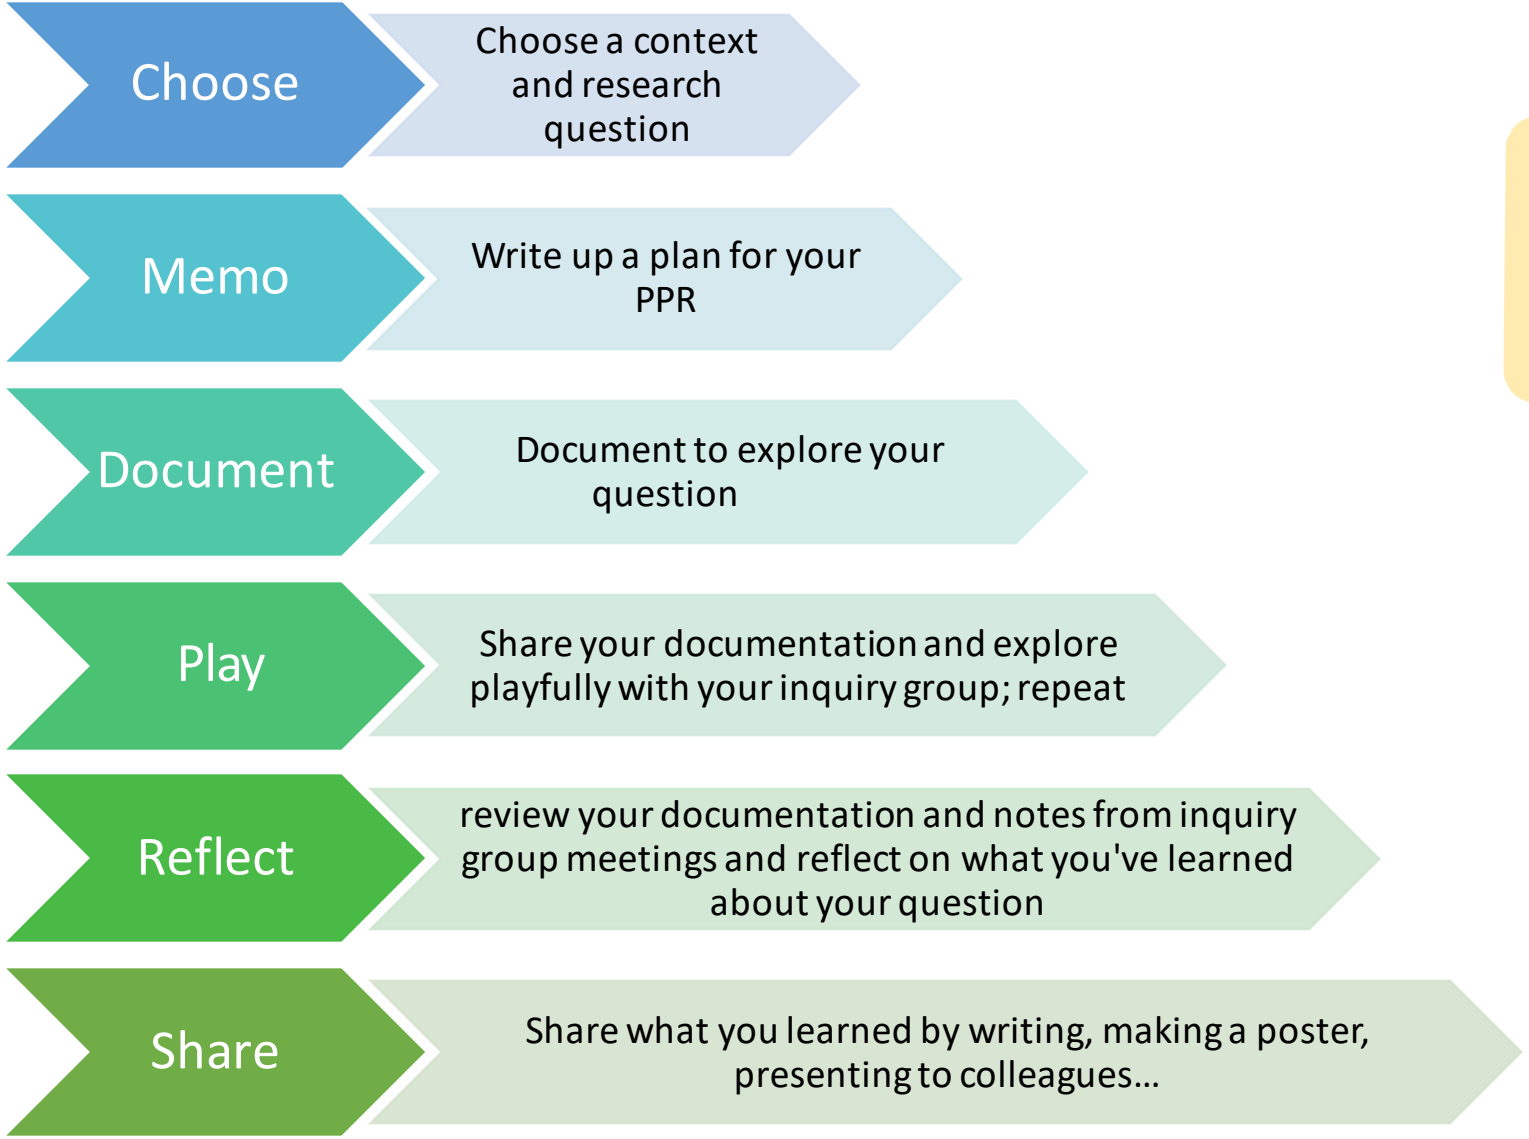 Choose
Choose a context
and research
question
Memo
Write up a plan for your
PPR
Document
Document to explore your
question
Play
Share your documentation and explore
playfully with your inquiry group; repeat
Reflect
review your documentation and notes from inquiry
group meetings and reflect on what you've learned
about your question
Share
Share what you learned by writing, making a poster,
presenting to colleagues…